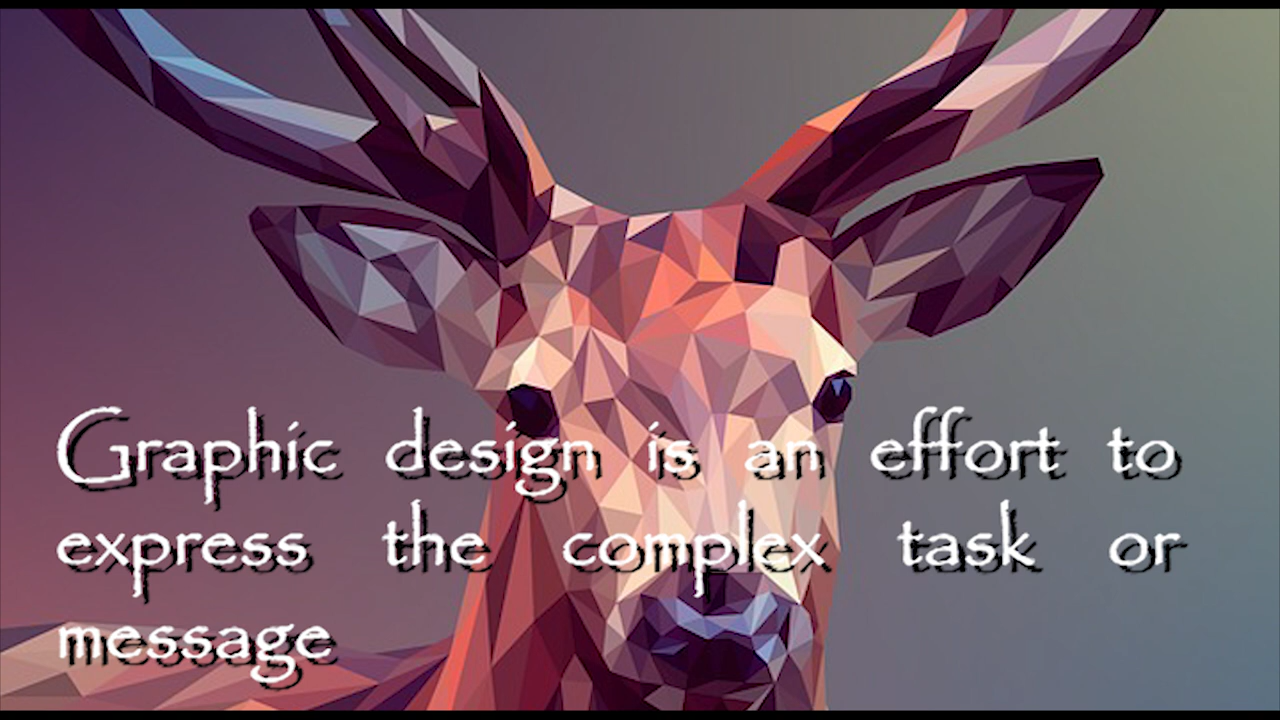 Graphic design is an effort to
express the complex task or
message